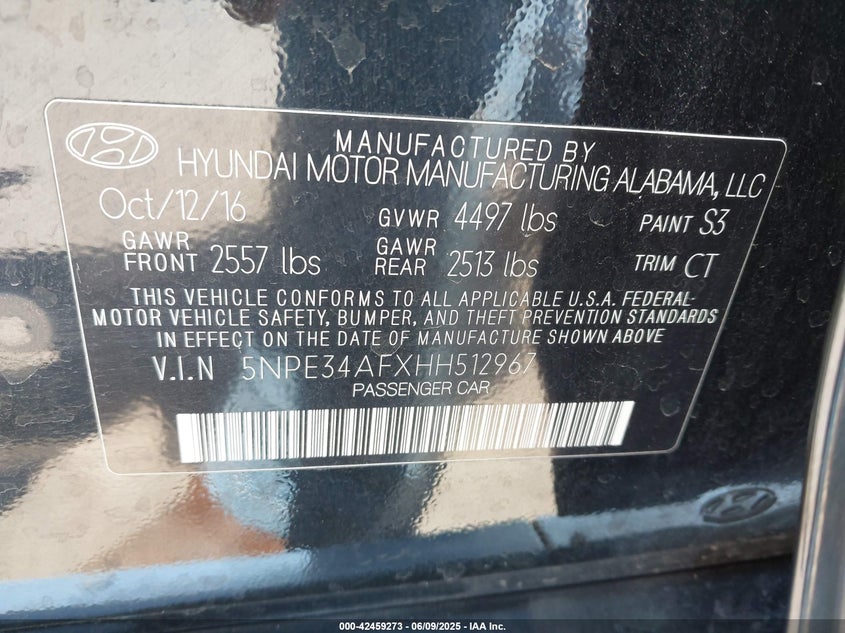 MANUFACTURED BY
HYUNDAI MOTOR MANUFACTURING ALABAMA, LLC
Oct/12/16 GVWR 4497 lbs PAINT S3
GAWR FRONT 2557 lbs GAWR REAR 2513 lbs TRIM CT
THIS VEHICLE CONFORMS TO ALL APPLICABLE U.S.A. FEDERAL
MOTOR VEHICLE SAFETY, BUMPER, AND THEFT PREVENTION STANDARDS
IN EFFECT ON THE DATE OF MANUFACTURE SHOWN ABOVE
V.I.N 5NPE34AFXHH512967
PASSENGER CAR
000-42459273 - 06/09/2025 - IAA Inc.